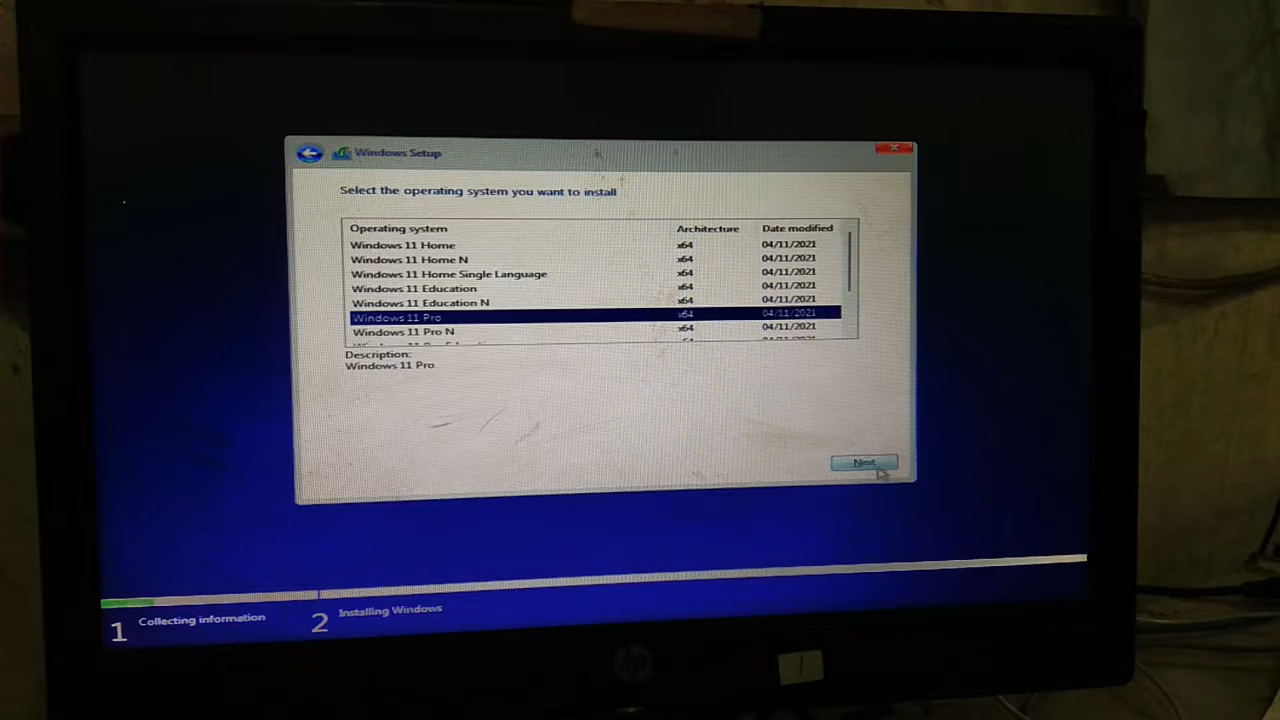 Windows Setup
Select the operating system you want to install
Operating system Architecture Date modified
Windows 11 Home x64 04/11/2021
Windows 11 Home N x64 04/11/2021
Windows 11 Home Single Language x64 04/11/2021
Windows 11 Education x64 04/11/2021
Windows 11 Education N x64 04/11/2021
Windows 11 Pro x64 04/11/2021
Windows 11 Pro N x64 04/11/2021
Description:
Windows 11 Pro
Next
1 Collecting information
2 Installing Windows
hp
1